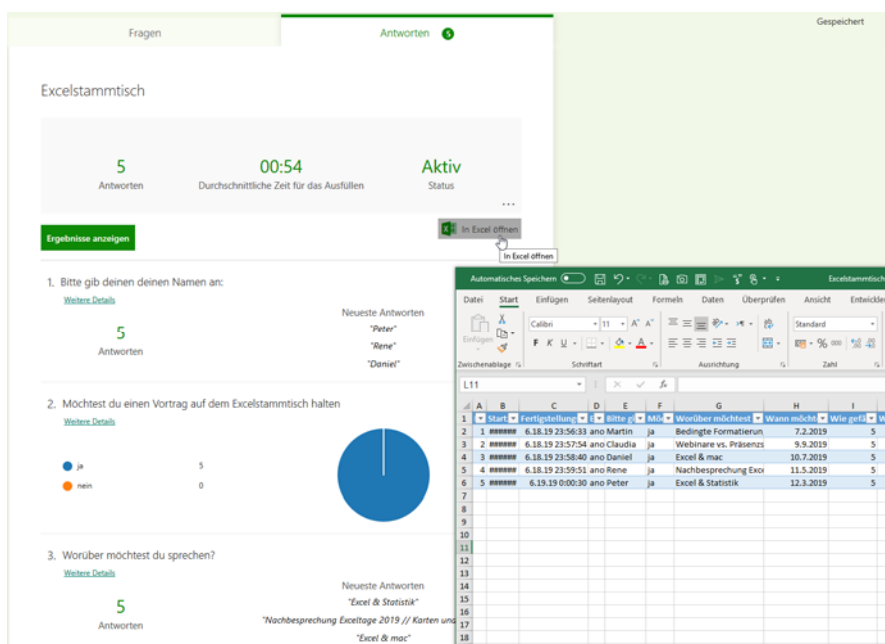 Gespeichert
Fragen
Antworten 5
Excelstammtisch
5
Antworten
00:54
Durchschnittliche Zeit für das Ausfüllen
Aktiv
Status
...
Ergebnisse anzeigen
In Excel öffnen
In Excel öffnen
1. Bitte gib deinen deinen Namen an:
Weitere Details
5
Antworten
Neueste Antworten
"Peter"
"Rene"
"Daniel"
2. Möchtest du einen Vortrag auf dem Excelstammtisch halten
Weitere Details
ja 5
nein 0
3. Worüber möchtest du sprechen?
Weitere Details
5
Antworten
Neueste Antworten
"Excel & Statistik"
"Nachbesprechung Exceltage 2019 // Karten und
"Excel & mac"
Automatisches Speichern Excelstammtisch
Datei Start Einfügen Seitenlayout Formeln Daten Überprüfen Ansicht Entwickler
Einfügen
Calibri 11 A A
Standard
F K U A
% 000
Zwischenablage Schriftart Ausrichtung Zahl
L11 fx
A B C D E F G H I
1 Start Fertigstellung E Bitte gi Möc Worüber möchtest Wann möcht Wie gefä
2 1 ###### 6.18.19 23:56:33 ano Martin ja Bedingte Formatierun 7.2.2019 5
3 2 ###### 6.18.19 23:57:54 ano Claudia ja Webinare vs. Präsenzs 9.9.2019 5
4 3 ###### 6.18.19 23:58:40 ano Daniel ja Excel & mac 10.7.2019 5
5 4 ###### 6.18.19 23:59:51 ano Rene ja Nachbesprechung Exce 11.5.2019 5
6 5 ###### 6.19.19 0:00:30 ano Peter ja Excel & Statistik 12.3.2019 5
7
8
9
10
11
12
13
14
15
16
17
18